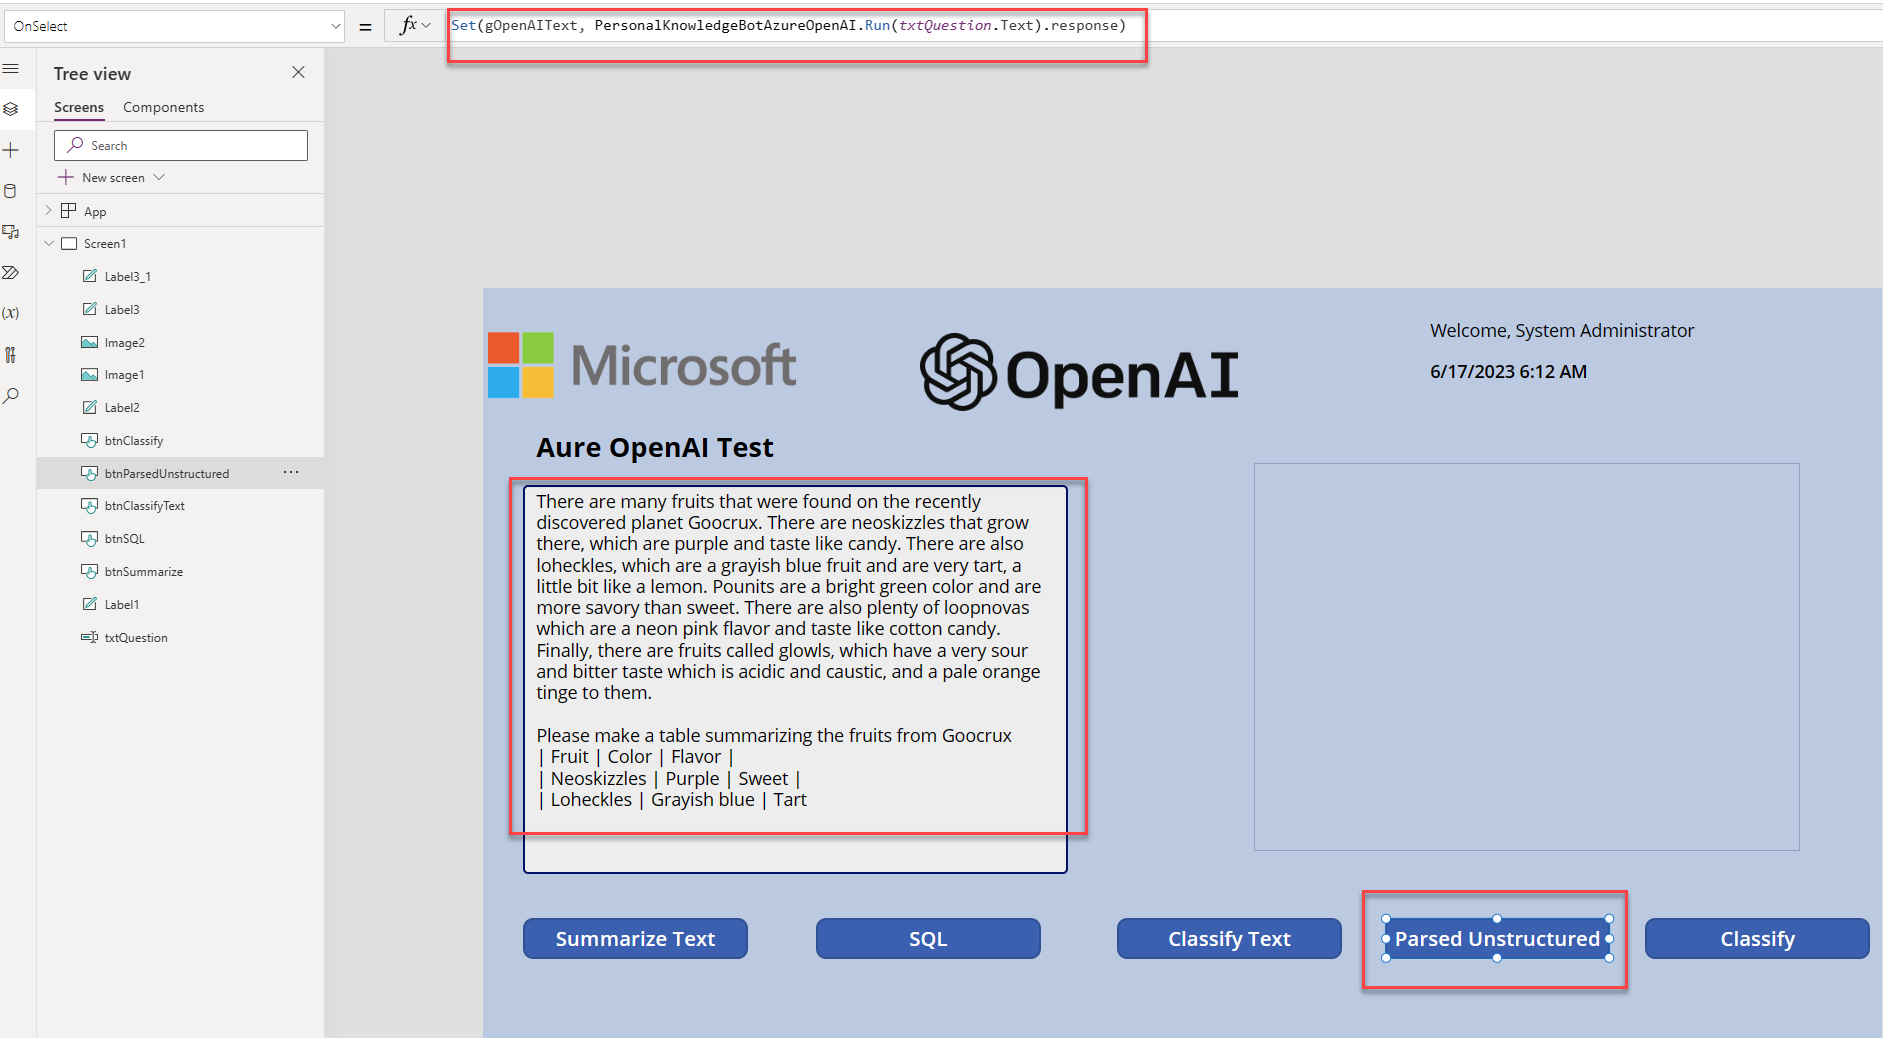 OnSelect
=
fx
Set(gOpenAIText, PersonalKnowledgeBotAzureOpenAI.Run(txtQuestion.Text).response)
Tree view
Screens
Components
Search
New screen
App
Screen1
Label3_1
Label3
Image2
Image1
Label2
btnClassify
btnParsedUnstructured
...
btnClassifyText
btnSQL
btnSummarize
Label1
txtQuestion
(x)
Microsoft
OpenAI
Welcome, System Administrator
6/17/2023 6:12 AM
Aure OpenAI Test
There are many fruits that were found on the recently
discovered planet Goocrux. There are neoskizzles that grow
there, which are purple and taste like candy. There are also
loheckles, which are a grayish blue fruit and are very tart, a
little bit like a lemon. Pounits are a bright green color and are
more savory than sweet. There are also plenty of loopnovas
which are a neon pink flavor and taste like cotton candy.
Finally, there are fruits called glowls, which have a very sour
and bitter taste which is acidic and caustic, and a pale orange
tinge to them.
Please make a table summarizing the fruits from Goocrux
| Fruit | Color | Flavor |
| Neoskizzles | Purple | Sweet |
| Loheckles | Grayish blue | Tart
Summarize Text
SQL
Classify Text
Parsed Unstructured
Classify